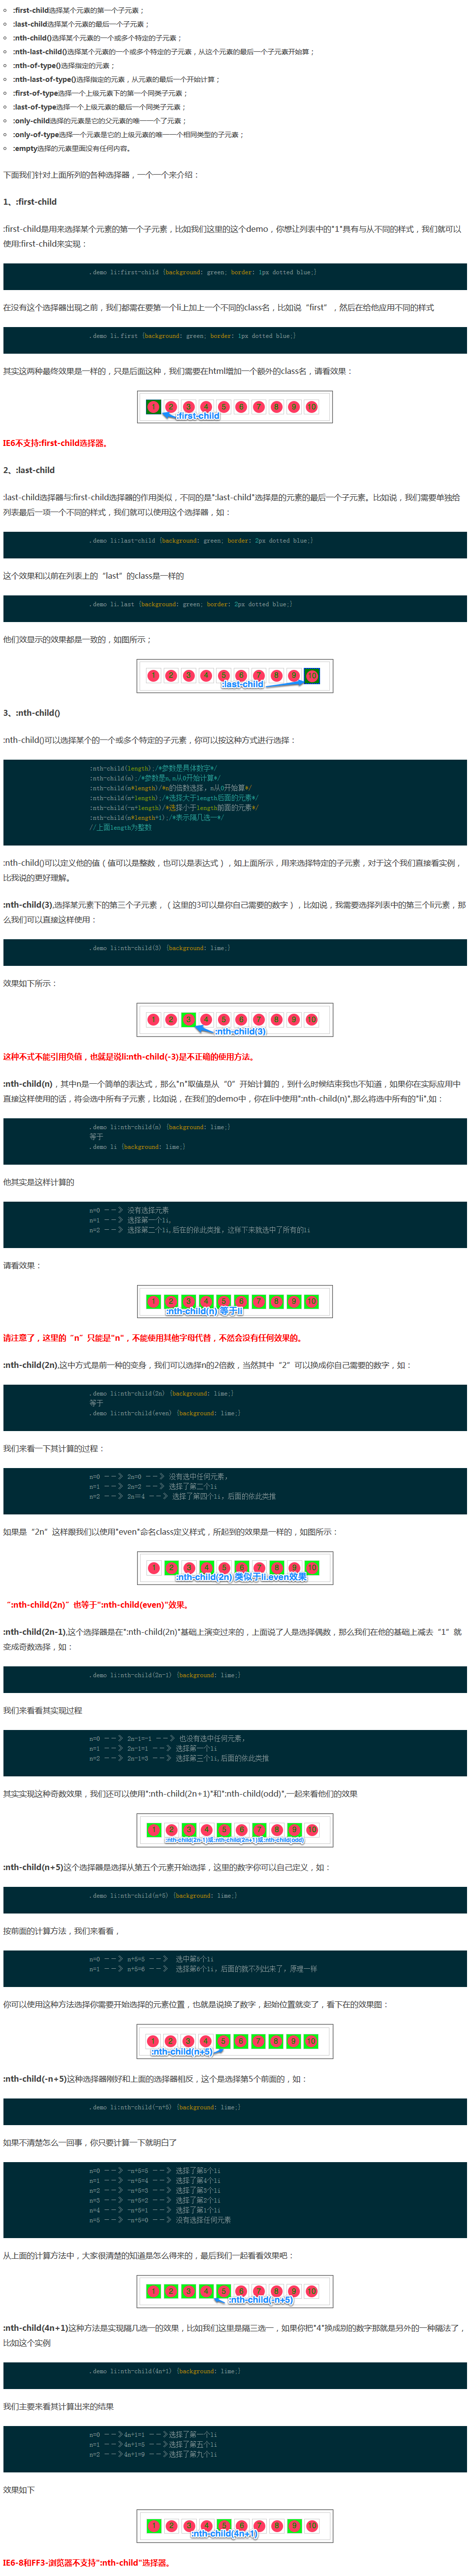 :first-child选择某个元素的第一个子元素；
:last-child选择某个元素的最后一个子元素；
:nth-child()选择某个元素的一个或多个特定的子元素；
:nth-last-child()选择某个元素的一个或多个特定的子元素，从这个元素的最后一个子元素开始算；
:nth-of-type()选择指定的元素；
:nth-last-of-type()选择指定的元素，从元素的最后一个开始计算；
:first-of-type选择一个上级元素下的第一个同类子元素；
:last-of-type选择一个上级元素的最后一个同类子元素；
:only-child选择的元素是它的父元素的唯一一个了元素；
:only-of-type选择一个元素是它的上级元素的唯一一个相同类型的子元素；
:empty选择的元素里面没有任何内容。
下面我们针对上面所列的各种选择器，一个一个来介绍：
1、:first-child
:first-child是用来选择某个元素的第一个子元素，比如我们这里的这个demo，你想让列表中的"1"具有与从不同的样式，我们就可以
使用:first-child来实现：
.demo li:first-child {background: green; border: 1px dotted blue;}
在没有这个选择器出现之前，我们都需在要第一个li上加上一个不同的class名，比如说“first”，然后在给他应用不同的样式
.demo li.first {background: green; border: 1px dotted blue;}
其实这两种最终效果是一样的，只是后面这种，我们需要在html增加一个额外的class名，请看效果：
1 2 3 4 5 6 7 8 9 10
:first-child
IE6不支持:first-child选择器。
2、:last-child
:last-child选择器与:first-child选择器的作用类似，不同的是":last-child"选择是的元素的最后一个子元素。比如说，我们需要单独给
列表最后一项一个不同的样式，我们就可以使用这个选择器，如：
.demo li:last-child {background: green; border: 2px dotted blue;}
这个效果和以前在列表上的“last”的class是一样的
.demo li.last {background: green; border: 2px dotted blue;}
他们效显示的效果都是一致的，如图所示；
1 2 3 4 5 6 7 8 9 10
:last-child
3、:nth-child()
:nth-child()可以选择某个的一个或多个特定的子元素，你可以按这种方式进行选择：
:nth-child(length);/*参数是具体数字*/
:nth-child(n);/*参数是n,n从0开始计算*/
:nth-child(n*length)/*n的倍数选择，n从0开始算*/
:nth-child(n+length);/*选择大于length后面的元素*/
:nth-child(-n+length)/*选择小于length前面的元素*/
:nth-child(n*length+1);/*表示隔几选一*/
//上面length为整数
:nth-child()可以定义他的值（值可以是整数，也可以是表达式），如上面所示，用来选择特定的子元素，对于这个我们直接看实例，
比我说的更好理解。
:nth-child(3),选择某元素下的第三个子元素，（这里的3可以是你自己需要的数字），比如说，我需要选择列表中的第三个li元素，那
么我们可以直接这样使用：
.demo li:nth-child(3) {background: lime;}
效果如下所示：
1 2 3 4 5 6 7 8 9 10
:nth-child(3)
这种不式不能引用负值，也就是说li:nth-child(-3)是不正确的使用方法。
:nth-child(n)，其中n是一个简单的表达式，那么"n"取值是从“0”开始计算的，到什么时候结束我也不知道，如果你在实际应用中
直接这样使用的话，将会选中所有子元素，比如说，在我们的demo中，你在li中使用":nth-child(n)",那么将选中所有的"li",如：
.demo li:nth-child(n) {background: lime;}
等于
.demo li {background: lime;}
他其实是这样计算的
n=0 －－》 没有选择元素
n=1 －－》 选择第一个li,
n=2 －－》 选择第二个li,后在的依此类推，这样下来就选中了所有的li
请看效果：
1 2 3 4 5 6 7 8 9 10
:nth-child(n) 等于li
请注意了，这里的“n”只能是"n"，不能使用其他字母代替，不然会没有任何效果的。
:nth-child(2n),这中方式是前一种的变身，我们可以选择n的2倍数，当然其中“2”可以换成你自己需要的数字，如：
.demo li:nth-child(2n) {background: lime;}
等于
.demo li:nth-child(even) {background: lime;}
我们来看一下其计算的过程：
n=0 －－》 2n=0 －－》 没有选中任何元素，
n=1 －－》 2n=2 －－》 选择了第二个li
n=2 －－》 2n＝4 －－》 选择了第四个li，后面的依此类推
如果是“2n”这样跟我们以使用"even"命名class定义样式，所起到的效果是一样的，如图所示：
1 2 3 4 5 6 7 8 9 10
:nth-child(2n) 类似于li.even效果
":nth-child(2n)”也等于":nth-child(even)"效果。
:nth-child(2n-1),这个选择器是在":nth-child(2n)"基础上演变过来的，上面说了人是选择偶数，那么我们在他的基础上减去“1”就
变成奇数选择，如：
.demo li:nth-child(2n-1) {background: lime;}
我们来看看其实现过程
n=0 －－》 2n-1=-1 －－》 也没有选中任何元素，
n=1 －－》 2n-1=1 －－》 选择第一个li
n=2 －－》 2n-1=3 －－》 选择第三个li,后面的依此类推
其实实现这种奇数效果，我们还可以使用":nth-child(2n+1)"和":nth-child(odd)",一起来看他们的效果
1 2 3 4 5 6 7 8 9 10
:nth-child(2n-1)或:nth-child(2n+1)或:nth-child(odd)
:nth-child(n+5)这个选择器是选择从第五个元素开始选择，这里的数字你可以自己定义，如：
.demo li:nth-child(n+5) {background: lime;}
按前面的计算方法，我们来看看，
n=0 －－》 n+5=5 －－》 选中第5个li
n=1 －－》 n+5=6 －－》 选择第6个li，后面的就不列出来了，原理一样
你可以使用这种方法选择你需要开始选择的元素位置，也就是说换了数字，起始位置就变了，看下在的效果图：
1 2 3 4 5 6 7 8 9 10
:nth-child(n+5)
:nth-child(-n+5)这种选择器刚好和上面的选择器相反，这个是选择第5个前面的，如：
.demo li:nth-child(-n+5) {background: lime;}
如果不清楚怎么一回事，你只要计算一下就明白了
n=0 －－》 -n+5=5 －－》 选择了第5个li
n=1 －－》 -n+5=4 －－》 选择了第4个li
n=2 －－》 -n+5=3 －－》 选择了第3个li
n=3 －－》 -n+5=2 －－》 选择了第2个li
n=4 －－》 -n+5=1 －－》 选择了第1个li
n=5 －－》 -n+5=0 －－》 没有选择任何元素
从上面的计算方法中，大家很清楚的知道是怎么得来的，最后我们一起看看效果吧：
1 2 3 4 5 6 7 8 9 10
:nth-child(-n+5)
:nth-child(4n+1)这种方法是实现隔几选一的效果，比如我们这里是隔三选一，如果你把"4"换成别的数字那就是另外的一种隔法了，
比如这个实例
.demo li:nth-child(4n+1) {background: lime;}
我们主要来看其计算出来的结果
n=0 －－》4n+1=1 －－》选择了第一个li
n=1 －－》4n+1=5 －－》选择了第五个li
n=2 －－》4n+1=9 －－》选择了第九个li
效果如下
1 2 3 4 5 6 7 8 9 10
:nth-child(4n+1)
IE6-8和FF3-浏览器不支持":nth-child"选择器。